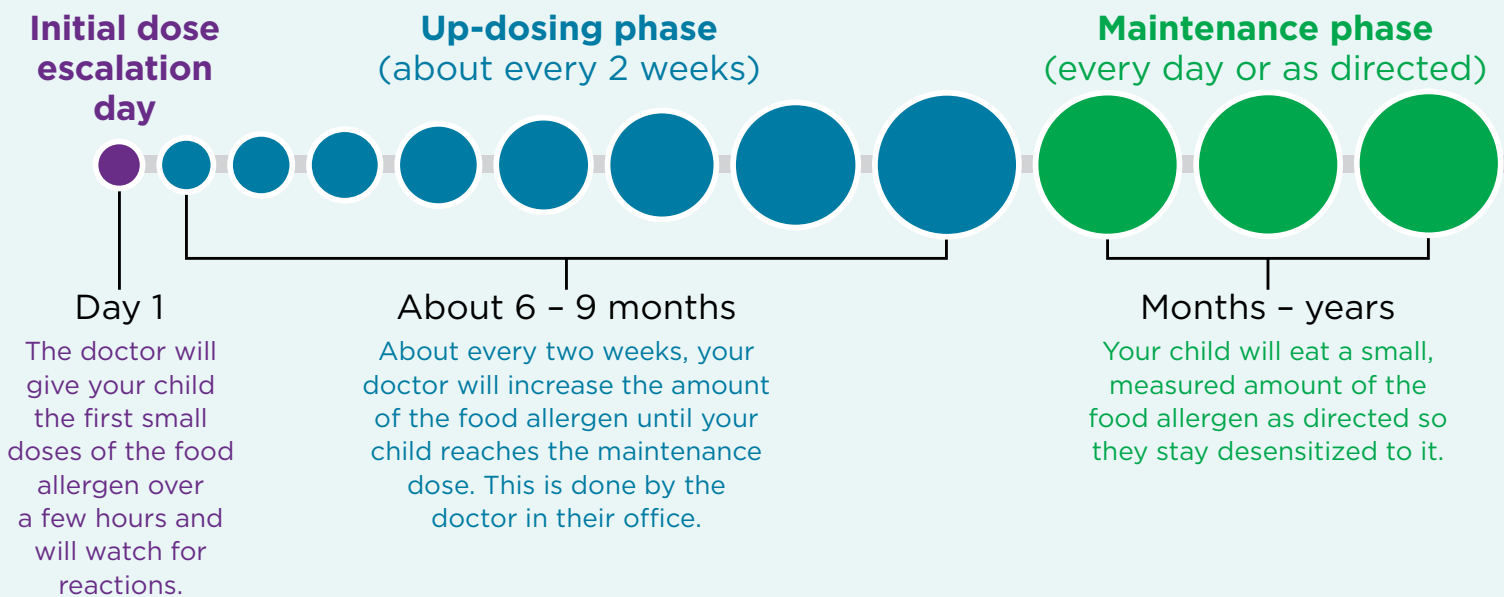 Initial dose
escalation
day
Up-dosing phase
(about every 2 weeks)
Maintenance phase
(every day or as directed)
Day 1
The doctor will
give your child
the first small
doses of the food
allergen over
a few hours and
will watch for
reactions.
About 6 – 9 months
About every two weeks, your
doctor will increase the amount
of the food allergen until your
child reaches the maintenance
dose. This is done by the
doctor in their office.
Months – years
Your child will eat a small,
measured amount of the
food allergen as directed so
they stay desensitized to it.